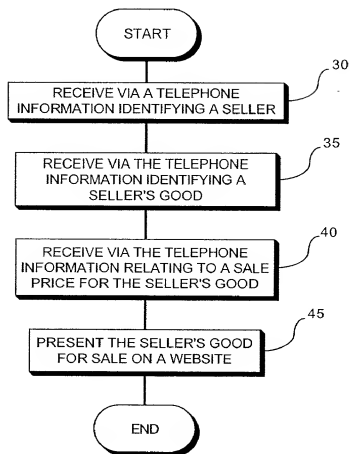 START
30
RECEIVE VIA A TELEPHONE
INFORMATION IDENTIFYING A SELLER
35
RECEIVE VIA THE TELEPHONE
INFORMATION IDENTIFYING A
SELLER'S GOOD
40
RECEIVE VIA THE TELEPHONE
INFORMATION RELATING TO A SALE
PRICE FOR THE SELLER'S GOOD
45
PRESENT THE SELLER'S GOOD
FOR SALE ON A WEBSITE
END